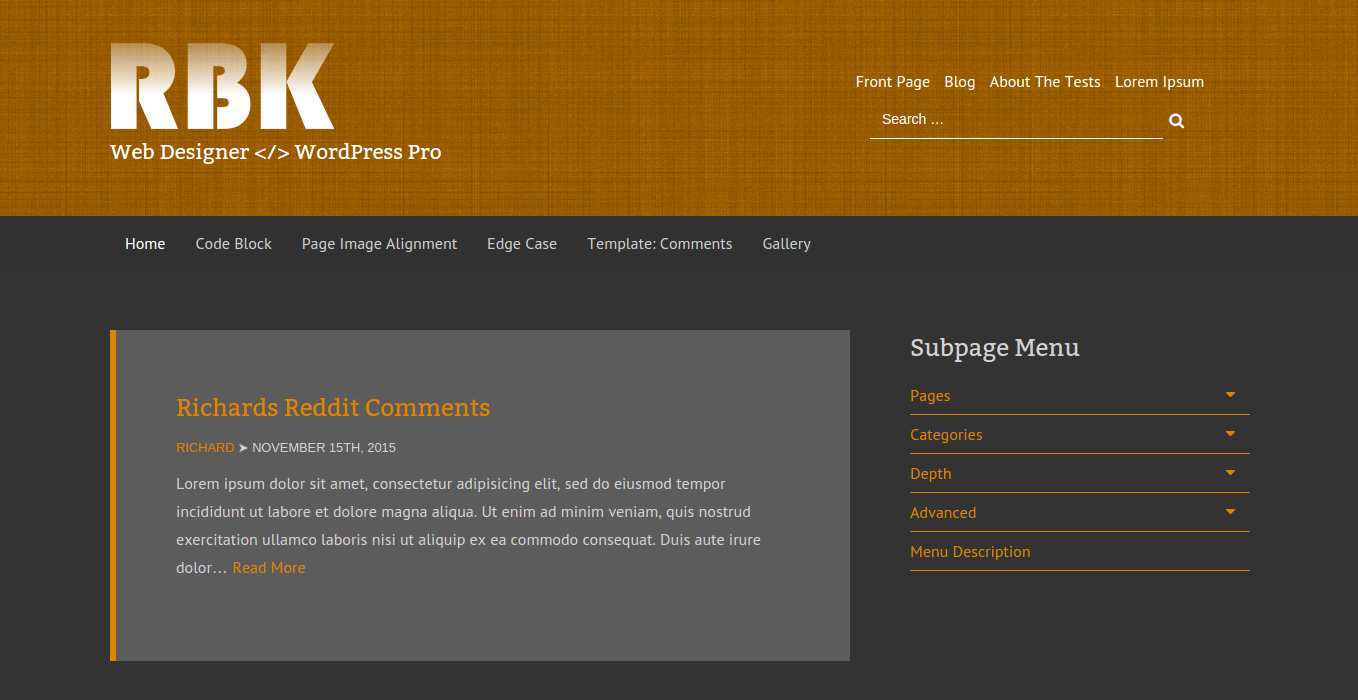 RBK
Web Designer </> WordPress Pro
Front Page Blog About The Tests Lorem Ipsum
Search …
Home Code Block Page Image Alignment Edge Case Template: Comments Gallery
Richards Reddit Comments
RICHARD ➤ NOVEMBER 15TH, 2015
Lorem ipsum dolor sit amet, consectetur adipisicing elit, sed do eiusmod tempor
incididunt ut labore et dolore magna aliqua. Ut enim ad minim veniam, quis nostrud
exercitation ullamco laboris nisi ut aliquip ex ea commodo consequat. Duis aute irure
dolor… Read More
Subpage Menu
Pages
Categories
Depth
Advanced
Menu Description